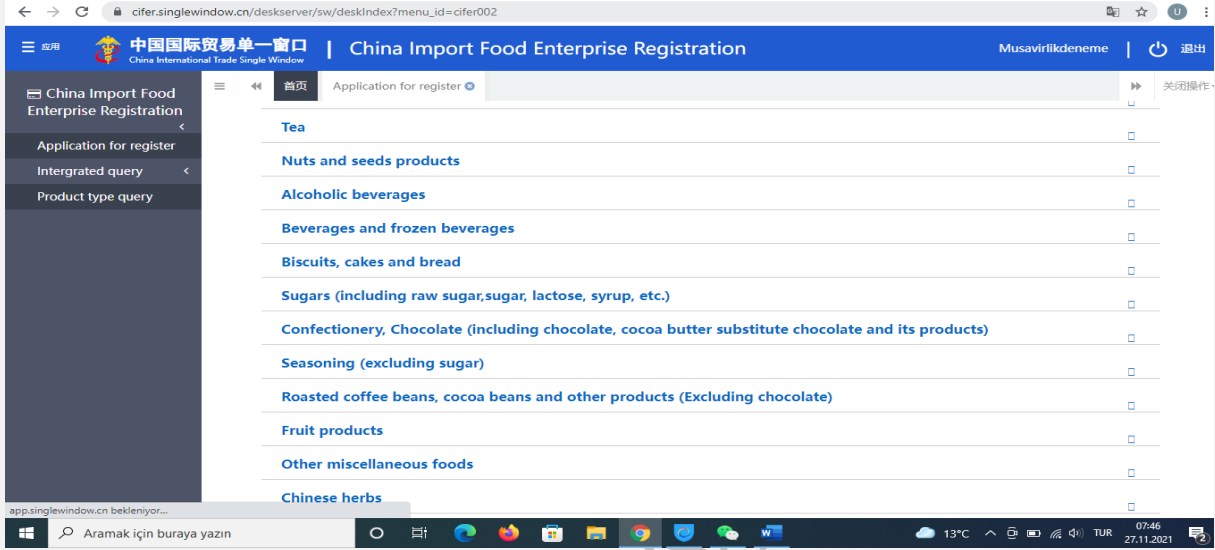 cifer.singlewindow.cn/deskserver/sw/deskIndex?menu_id=cifer002
U
应用
中国国际贸易单一窗口
China International Trade Single Window
| China Import Food Enterprise Registration
Musavirlikdeneme | 退出
China Import Food
Enterprise Registration
Application for register
Intergrated query
Product type query
首页
Application for register
关闭操作
Tea
Nuts and seeds products
Alcoholic beverages
Beverages and frozen beverages
Biscuits, cakes and bread
Sugars (including raw sugar,sugar, lactose, syrup, etc.)
Confectionery, Chocolate (including chocolate, cocoa butter substitute chocolate and its products)
Seasoning (excluding sugar)
Roasted coffee beans, cocoa beans and other products (Excluding chocolate)
Fruit products
Other miscellaneous foods
Chinese herbs
app.singlewindow.cn bekleniyor...
Aramak için buraya yazın
13°C
TUR
07:46
27.11.2021
2